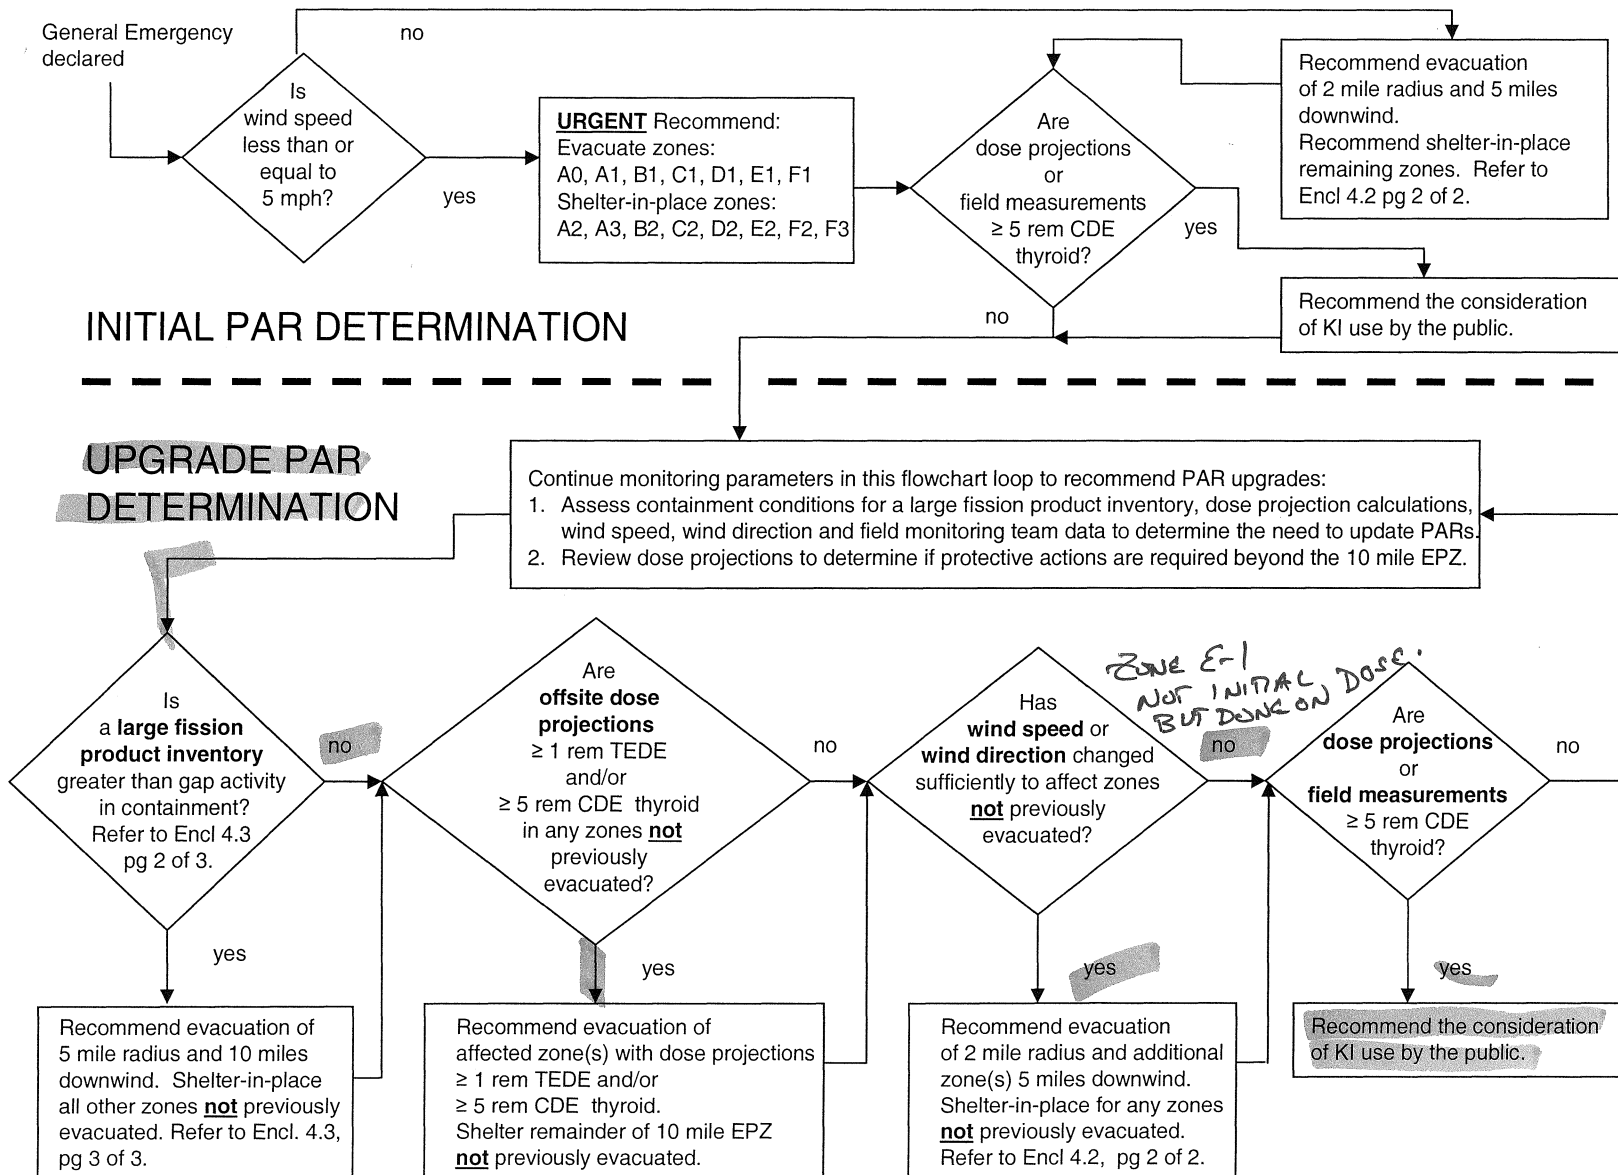 General Emergency
declared
no
Is
wind speed
less than or
equal to
5 mph?
yes
URGENT Recommend:
Evacuate zones:
A0, A1, B1, C1, D1, E1, F1
Shelter-in-place zones:
A2, A3, B2, C2, D2, E2, F2, F3
Are
dose projections
or
field measurements
≥ 5 rem CDE
thyroid?
yes
no
Recommend evacuation
of 2 mile radius and 5 miles
downwind.
Recommend shelter-in-place
remaining zones. Refer to
Encl 4.2 pg 2 of 2.
Recommend the consideration
of KI use by the public.
INITIAL PAR DETERMINATION
UPGRADE PAR
DETERMINATION
Continue monitoring parameters in this flowchart loop to recommend PAR upgrades:
1. Assess containment conditions for a large fission product inventory, dose projection calculations,
wind speed, wind direction and field monitoring team data to determine the need to update PARs.
2. Review dose projections to determine if protective actions are required beyond the 10 mile EPZ.
Is
a large fission
product inventory
greater than gap activity
in containment?
Refer to Encl 4.3
pg 2 of 3.
no
yes
Are
offsite dose
projections
≥ 1 rem TEDE
and/or
≥ 5 rem CDE thyroid
in any zones not
previously
evacuated?
no
yes
Has
wind speed or
wind direction changed
sufficiently to affect zones
not previously
evacuated?
ZONE E-1
NOT INITIAL
BUT DONE ON DOSE.
no
yes
Are
dose projections
or
field measurements
≥ 5 rem CDE
thyroid?
no
yes
Recommend evacuation of
5 mile radius and 10 miles
downwind. Shelter-in-place
all other zones not previously
evacuated. Refer to Encl. 4.3,
pg 3 of 3.
Recommend evacuation of
affected zone(s) with dose projections
≥ 1 rem TEDE and/or
≥ 5 rem CDE thyroid.
Shelter remainder of 10 mile EPZ
not previously evacuated.
Recommend evacuation
of 2 mile radius and additional
zone(s) 5 miles downwind.
Shelter-in-place for any zones
not previously evacuated.
Refer to Encl 4.2, pg 2 of 2.
Recommend the consideration
of KI use by the public.